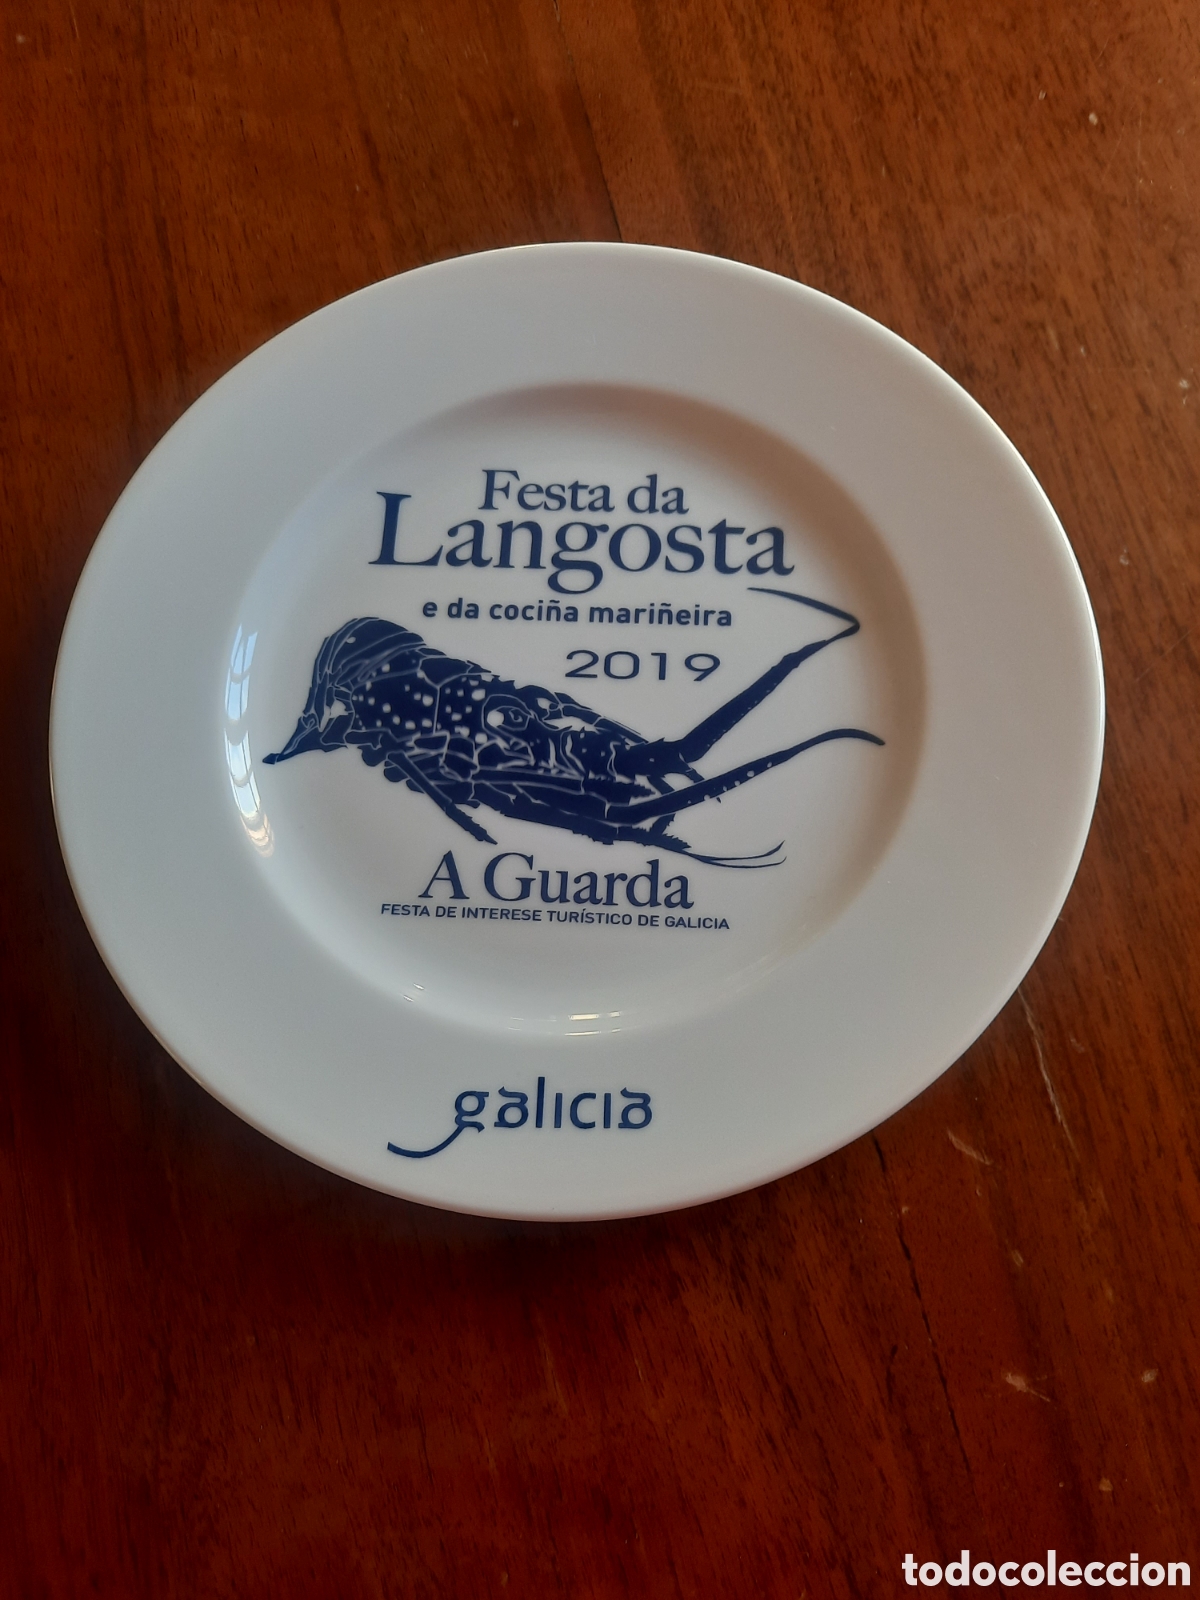 Festa da
Langosta
e da cociña mariñeira
2019
A Guarda
FESTA DE INTERESE TURÍSTICO DE GALICIA
galicia
todocoleccion